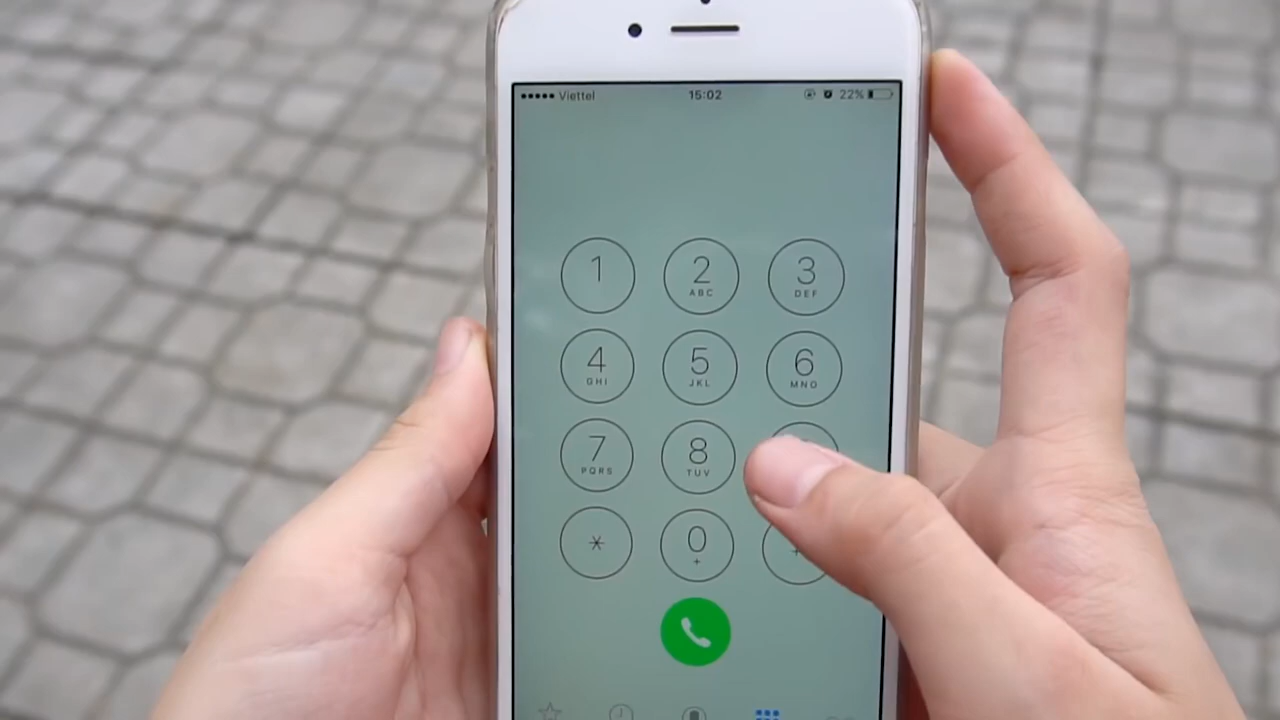 Viettel 15:02 22%
1 2 3
ABC DEF
4 5 6
GHI JKL MNO
7 8
PQRS TUV
* 0
+